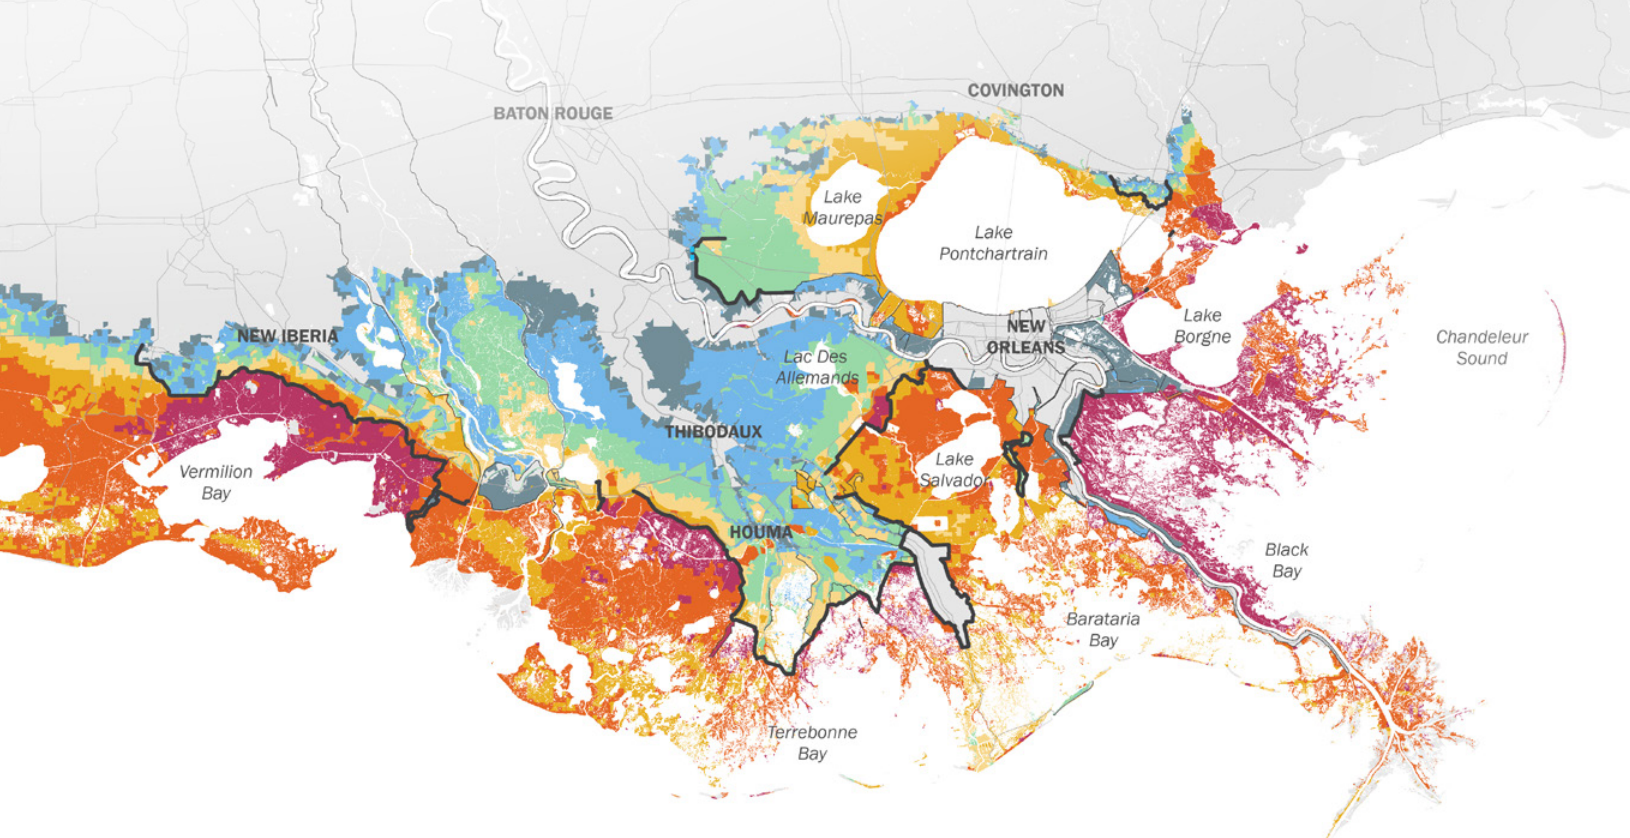 COVINGTON
BATON ROUGE
Lake
Maurepas
Lake
Pontchartrain
NEW IBERIA
NEW
ORLEANS
Lake
Borgne
Chandeleur
Sound
Lac Des
Allemands
THIBODAUX
Vermilion
Bay
Lake
Salvador
HOUMA
Black
Bay
Barataria
Bay
Terrebonne
Bay